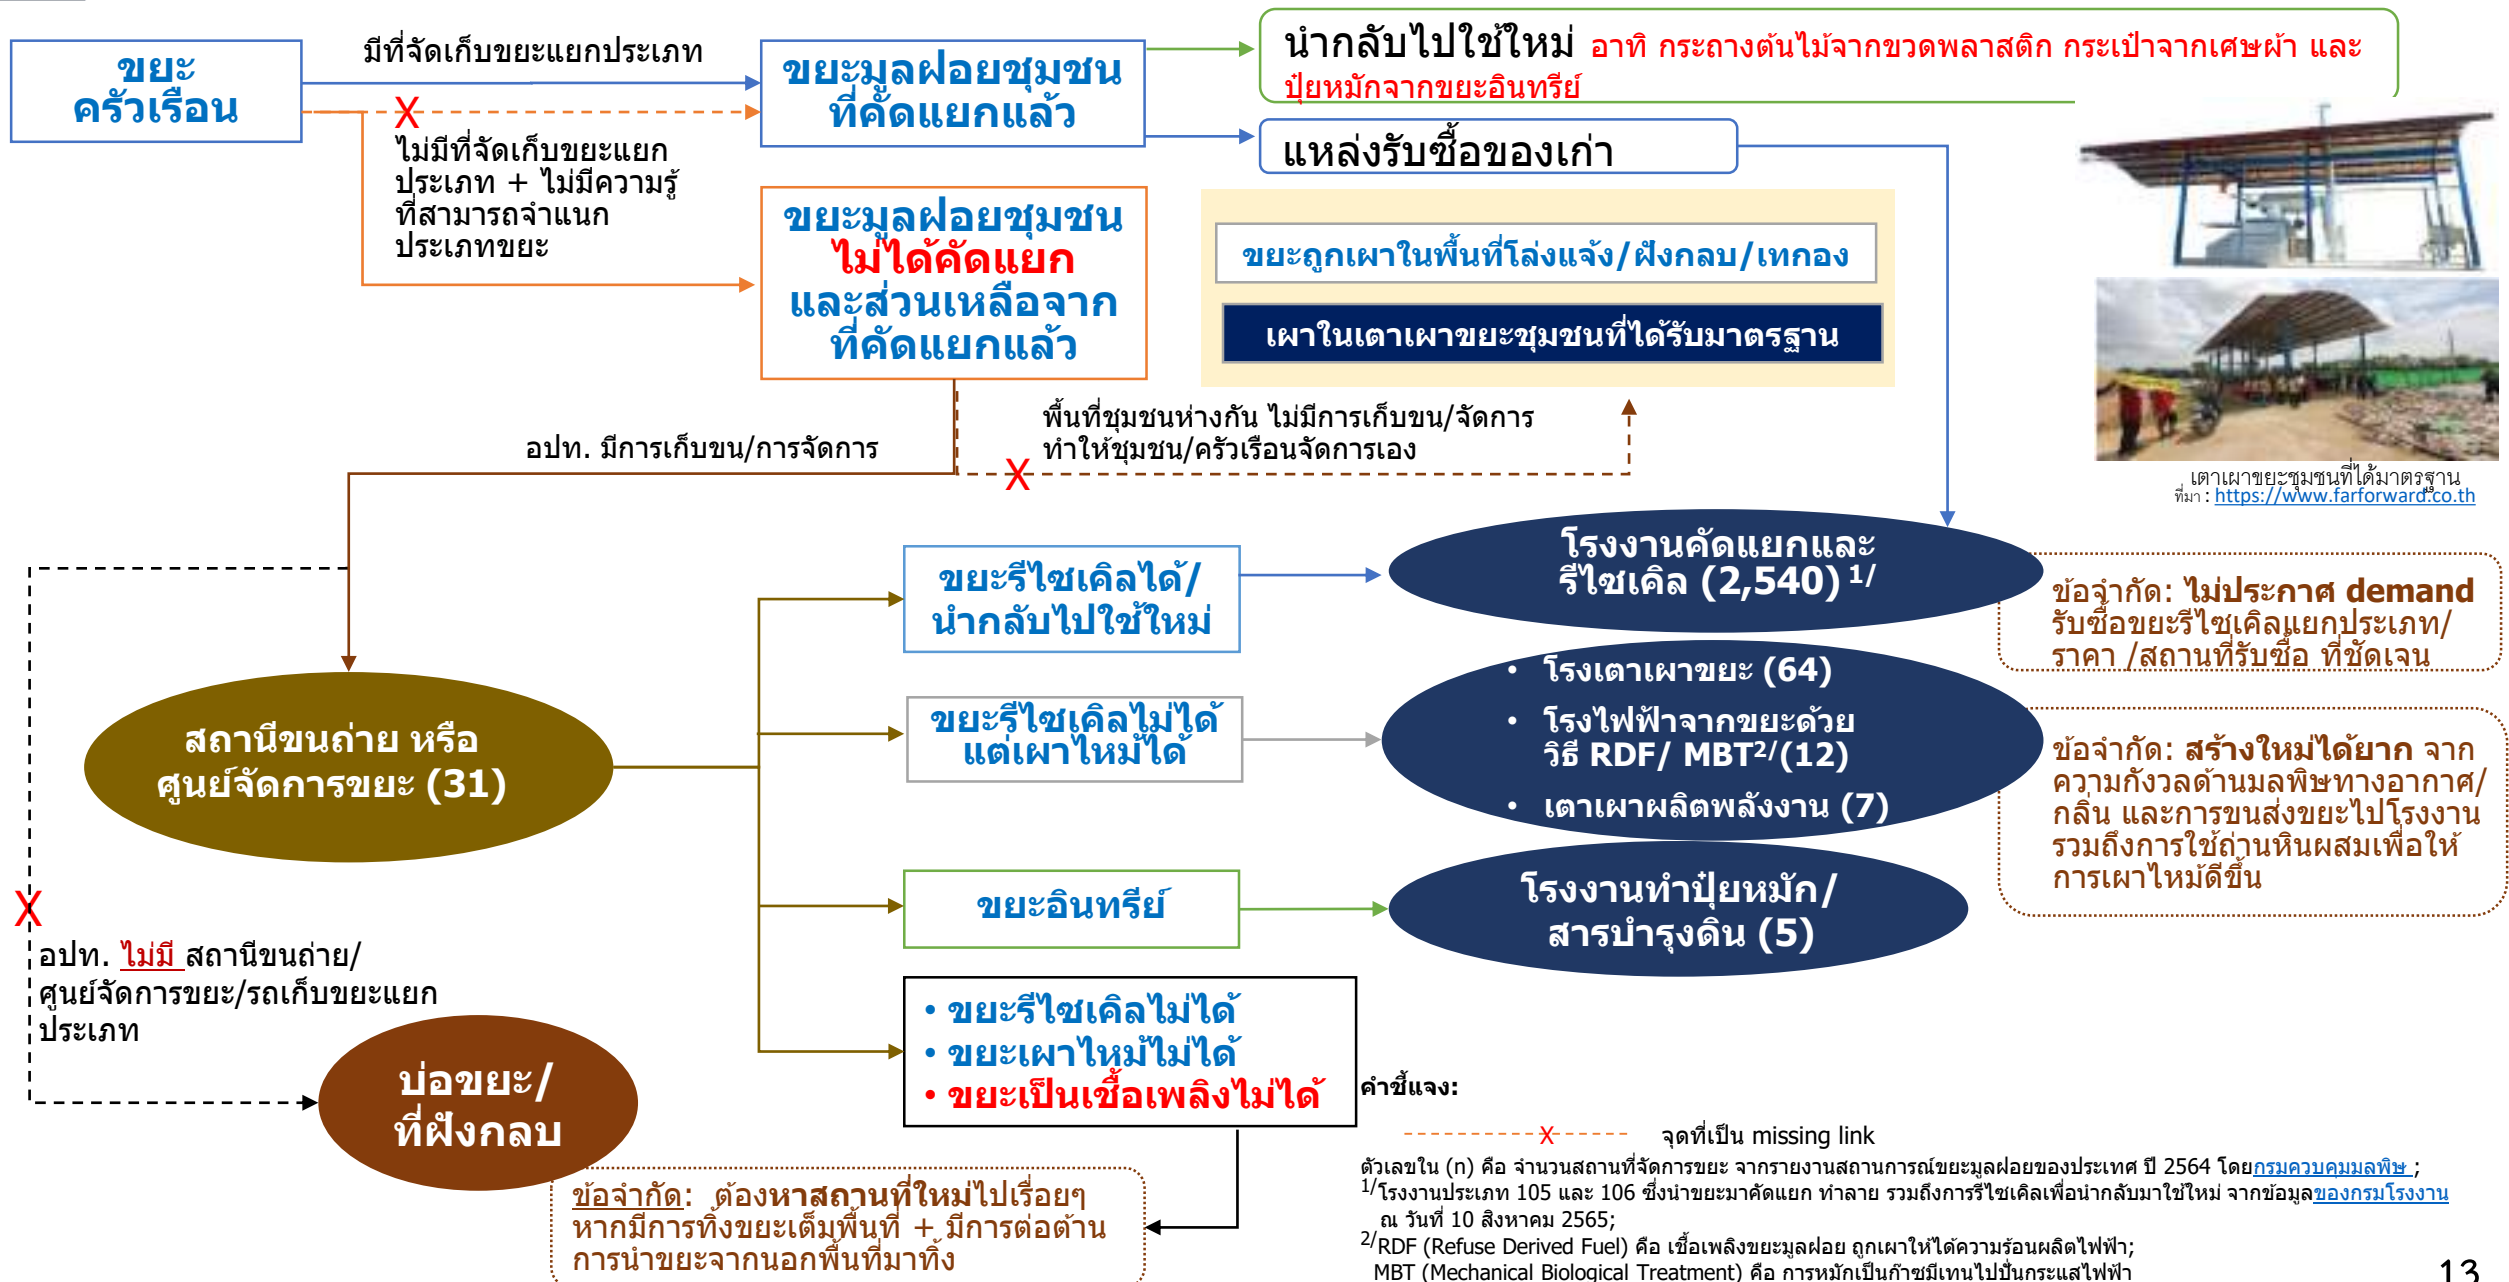 ขยะ
ครัวเรือน
มีที่จัดเก็บขยะแยกประเภท
X
ไม่มีที่จัดเก็บขยะแยก
ประเภท + ไม่มีความรู้
ที่สามารถจำแนก
ประเภทขยะ
ขยะมูลฝอยชุมชน
ที่คัดแยกแล้ว
นำกลับไปใช้ใหม่ อาทิ กระถางต้นไม้จากขวดพลาสติก กระเป๋าจากเศษผ้า และ
ปุ๋ยหมักจากขยะอินทรีย์
แหล่งรับซื้อของเก่า
ขยะมูลฝอยชุมชน
ไม่ได้คัดแยก
และส่วนเหลือจาก
ที่คัดแยกแล้ว
ขยะถูกเผาในพื้นที่โล่งแจ้ง/ฝังกลบ/เทกอง
เผาในเตาเผาขยะชุมชนที่ได้รับมาตรฐาน
อปท. มีการเก็บขน/การจัดการ
พื้นที่ชุมชนห่างกัน ไม่มีการเก็บขน/จัดการ
ทำให้ชุมชน/ครัวเรือนจัดการเอง
X
เตาเผาขยะชุมชนที่ได้มาตรฐาน
ที่มา : https://www.farforward.co.th
ขยะรีไซเคิลได้/
นำกลับไปใช้ใหม่
โรงงานคัดแยกและ
รีไซเคิล (2,540) 1/
ข้อจำกัด: ไม่ประกาศ demand
รับซื้อขยะรีไซเคิลแยกประเภท/
ราคา /สถานที่รับซื้อ ที่ชัดเจน
สถานีขนถ่าย หรือ
ศูนย์จัดการขยะ (31)
ขยะรีไซเคิลไม่ได้
แต่เผาไหม้ได้
• โรงเตาเผาขยะ (64)
• โรงไฟฟ้าจากขยะด้วย
วิธี RDF/ MBT2/(12)
• เตาเผาผลิตพลังงาน (7)
ข้อจำกัด: สร้างใหม่ได้ยาก จาก
ความกังวลด้านมลพิษทางอากาศ/
กลิ่น และการขนส่งขยะไปโรงงาน
รวมถึงการใช้ถ่านหินผสมเพื่อให้
การเผาไหม้ดีขึ้น
ขยะอินทรีย์
โรงงานทำปุ๋ยหมัก/
สารบำรุงดิน (5)
X
อปท. ไม่มี สถานีขนถ่าย/
ศูนย์จัดการขยะ/รถเก็บขยะแยก
ประเภท
บ่อขยะ/
ที่ฝังกลบ
• ขยะรีไซเคิลไม่ได้
• ขยะเผาไหม้ไม่ได้
• ขยะเป็นเชื้อเพลิงไม่ได้
ข้อจำกัด: ต้องหาสถานที่ใหม่ไปเรื่อยๆ
หากมีการทิ้งขยะเต็มพื้นที่ + มีการต่อต้าน
การนำขยะจากนอกพื้นที่มาทิ้ง
คำชี้แจง:
X จุดที่เป็น missing link
ตัวเลขใน (n) คือ จำนวนสถานที่จัดการขยะ จากรายงานสถานการณ์ขยะมูลฝอยของประเทศ ปี 2564 โดยกรมควบคุมมลพิษ ;
1/โรงงานประเภท 105 และ 106 ซึ่งนำขยะมาคัดแยก ทำลาย รวมถึงการรีไซเคิลเพื่อนำกลับมาใช้ใหม่ จากข้อมูลของกรมโรงงาน
ณ วันที่ 10 สิงหาคม 2565;
2/RDF (Refuse Derived Fuel) คือ เชื้อเพลิงขยะมูลฝอย ถูกเผาให้ได้ความร้อนผลิตไฟฟ้า;
MBT (Mechanical Biological Treatment) คือ การหมักเป็นก๊าซมีเทนไปปั่นกระแสไฟฟ้า
13